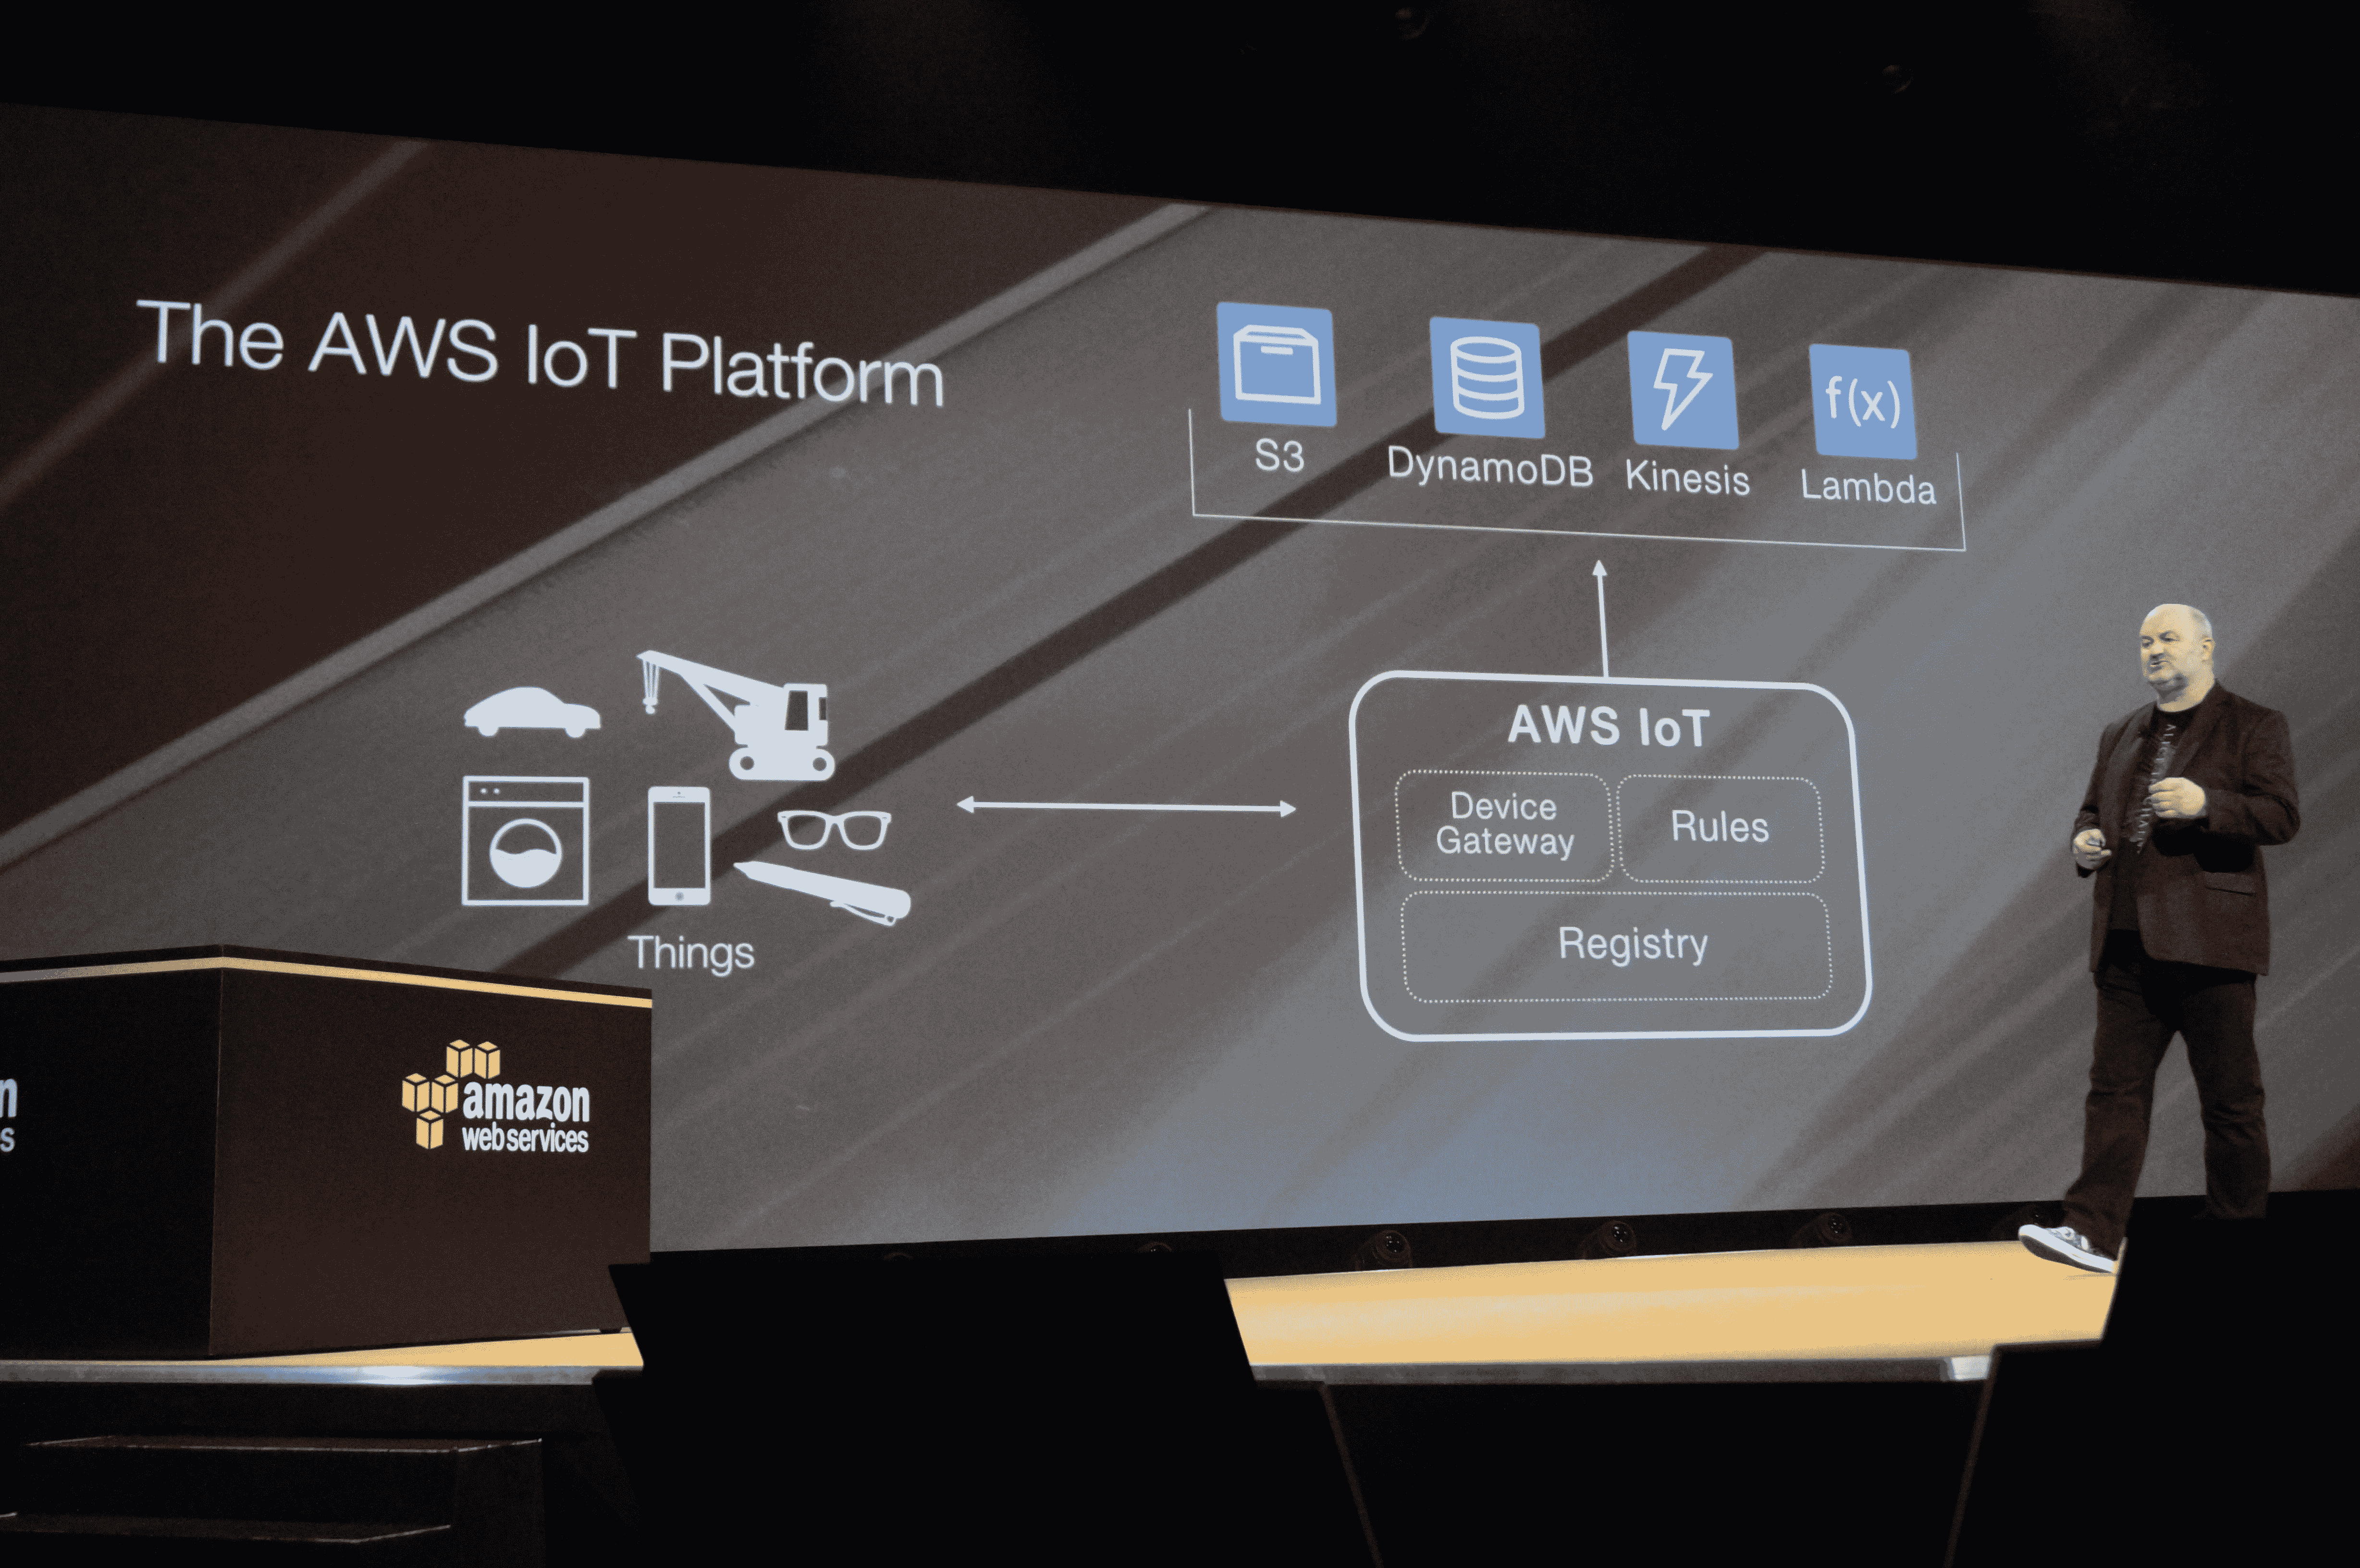 The AWS IoT Platform
S3
DynamoDB
Kinesis
f(x)
Lambda
AWS IoT
Device
Gateway
Rules
Registry
Things
amazon
web services
n
s